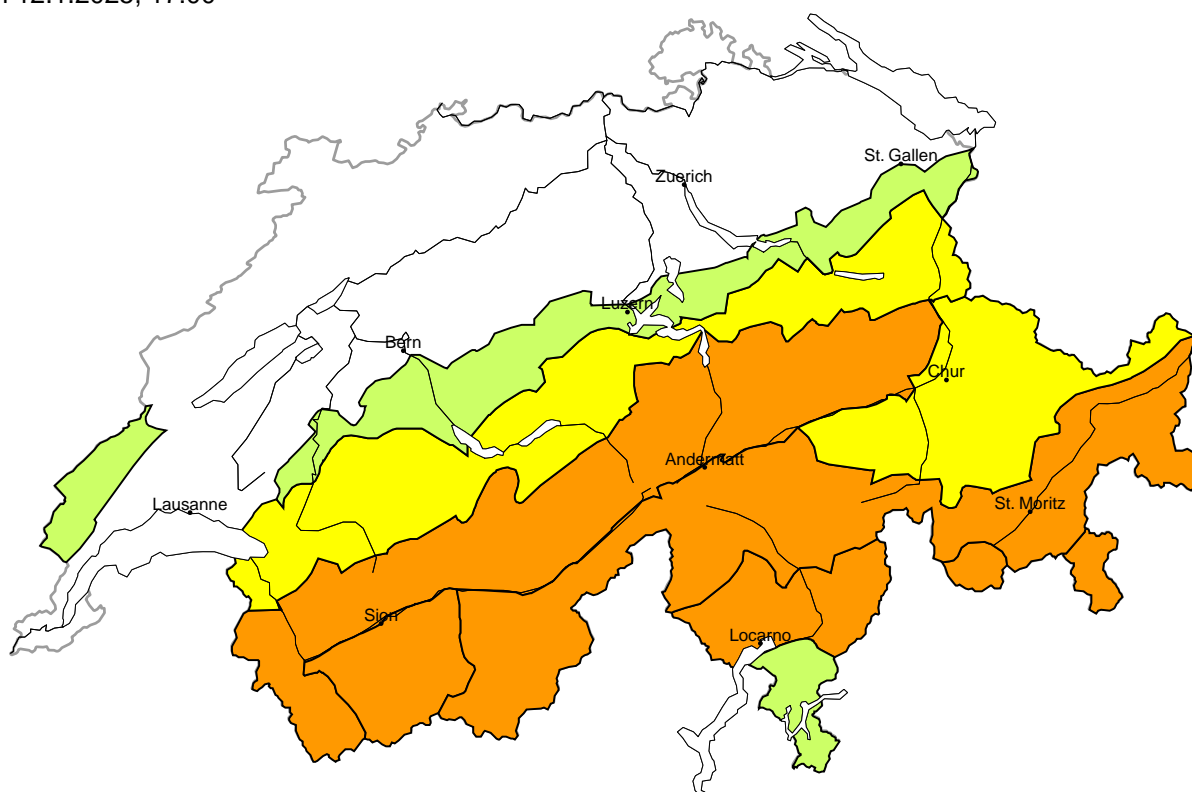 St. Gallen
Zuerich
Luzern
Bern
Chur
Andermatt
Lausanne
St. Moritz
Sion
Locarno